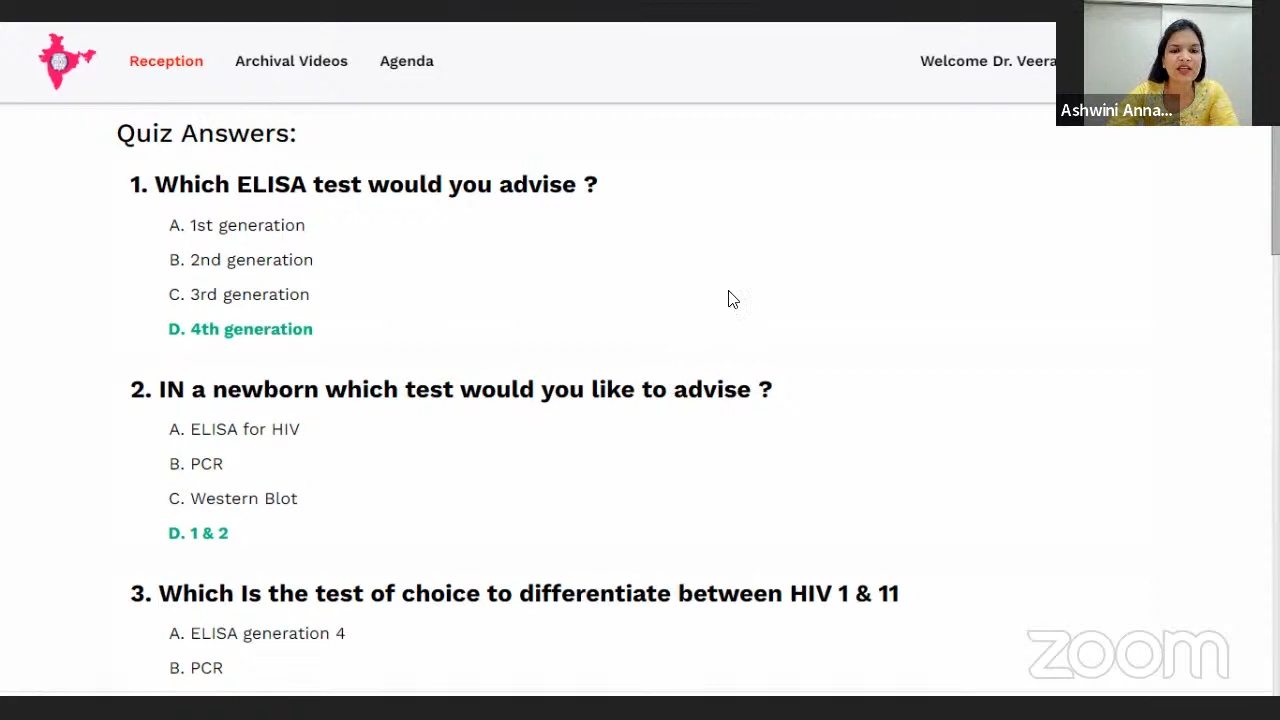 Reception Archival Videos Agenda Welcome Dr. Veera
Ashwini Anna...
Quiz Answers:
1. Which ELISA test would you advise ?
A. 1st generation
B. 2nd generation
C. 3rd generation
D. 4th generation
2. IN a newborn which test would you like to advise ?
A. ELISA for HIV
B. PCR
C. Western Blot
D. 1 & 2
3. Which Is the test of choice to differentiate between HIV 1 & 11
A. ELISA generation 4
B. PCR
zoom